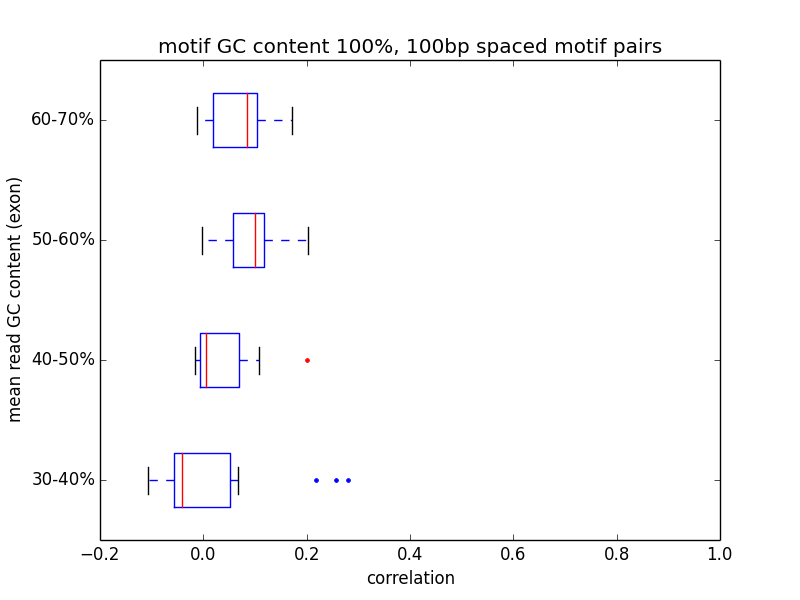 motif GC content 100%, 100bp spaced motif pairs
60-70%
50-60%
40-50%
30-40%
mean read GC content (exon)
−0.2 0.0 0.2 0.4 0.6 0.8 1.0
correlation